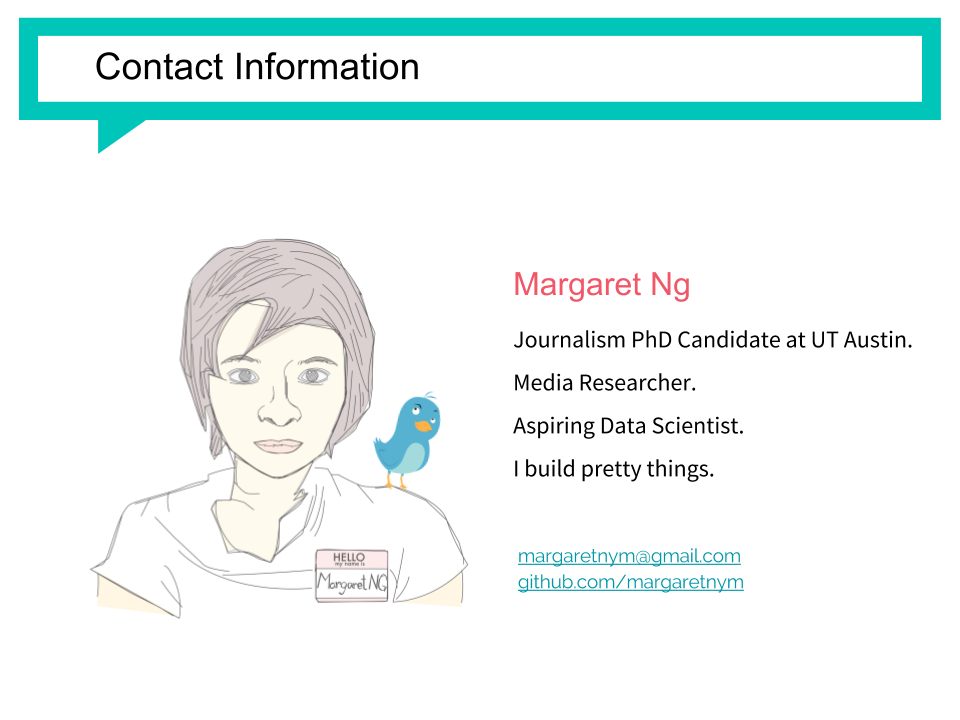 Contact Information
Margaret Ng
Journalism PhD Candidate at UT Austin.
Media Researcher.
Aspiring Data Scientist.
I build pretty things.
margaretnym@gmail.com
github.com/margaretnym
HELLO
my name is
Margaret NG